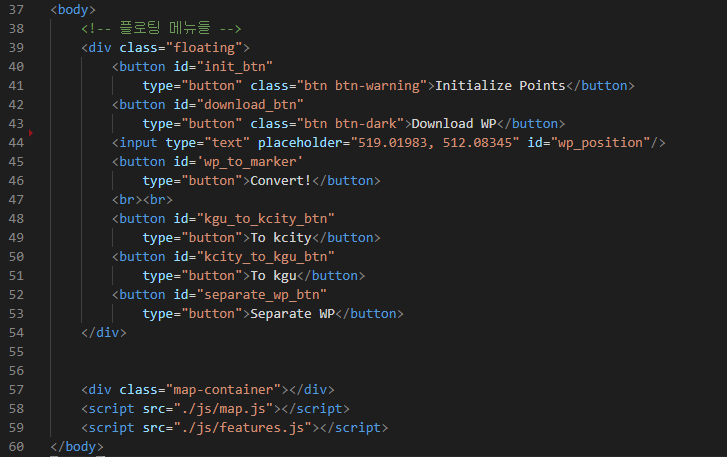 37 <body>
38 <!-- 플로팅 메뉴들 -->
39 <div class="floating">
40 <button id="init_btn"
41 type="button" class="btn btn-warning">Initialize Points</button>
42 <button id="download_btn"
43 type="button" class="btn btn-dark">Download WP</button>
44 <input type="text" placeholder="519.01983, 512.08345" id="wp_position"/>
45 <button id='wp_to_marker'
46 type="button">Convert!</button>
47 <br><br>
48 <button id="kgu_to_kcity_btn"
49 type="button">To kcity</button>
50 <button id="kcity_to_kgu_btn"
51 type="button">To kgu</button>
52 <button id="separate_wp_btn"
53 type="button">Separate WP</button>
54 </div>
55
56
57 <div class="map-container"></div>
58 <script src="./js/map.js"></script>
59 <script src="./js/features.js"></script>
60 </body>